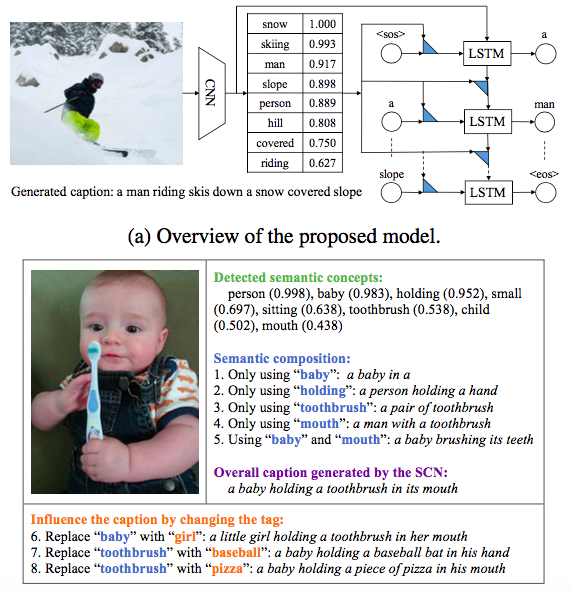 snow 1.000
skiing 0.993
man 0.917
slope 0.898
person 0.889
hill 0.808
covered 0.750
riding 0.627
CNN
<sos>
LSTM
a
a
LSTM
man
slope
LSTM
<eos>
Generated caption: a man riding skis down a snow covered slope
(a) Overview of the proposed model.
Detected semantic concepts:
person (0.998), baby (0.983), holding (0.952), small
(0.697), sitting (0.638), toothbrush (0.538), child
(0.502), mouth (0.438)
Semantic composition:
1. Only using “baby”: a baby in a
2. Only using “holding”: a person holding a hand
3. Only using “toothbrush”: a pair of toothbrush
4. Only using “mouth”: a man with a toothbrush
5. Using “baby” and “mouth”: a baby brushing its teeth
Overall caption generated by the SCN:
a baby holding a toothbrush in its mouth
Influence the caption by changing the tag:
6. Replace “baby” with “girl”: a little girl holding a toothbrush in her mouth
7. Replace “toothbrush” with “baseball”: a baby holding a baseball bat in his hand
8. Replace “toothbrush” with “pizza”: a baby holding a piece of pizza in his mouth